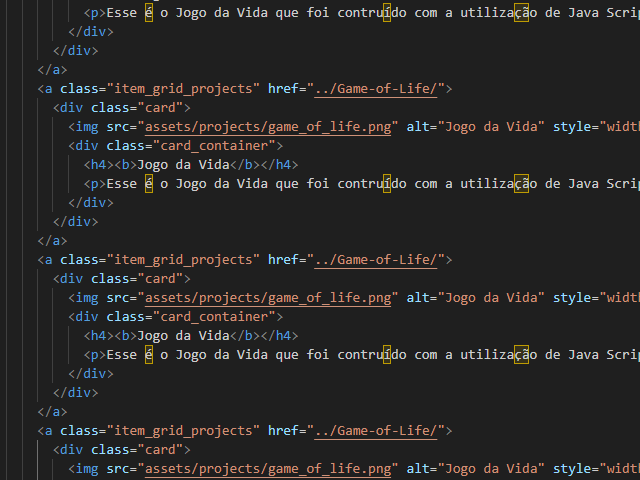 <p>Esse é o Jogo da Vida que foi contruído com a utilização de Java Scrip
</div>
</div>
</a>
<a class="item_grid_projects" href="../Game-of-Life/">
<div class="card">
<img src="assets/projects/game_of_life.png" alt="Jogo da Vida" style="width
<div class="card_container">
<h4><b>Jogo da Vida</b></h4>
<p>Esse é o Jogo da Vida que foi contruído com a utilização de Java Scrip
</div>
</div>
</a>
<a class="item_grid_projects" href="../Game-of-Life/">
<div class="card">
<img src="assets/projects/game_of_life.png" alt="Jogo da Vida" style="width
<div class="card_container">
<h4><b>Jogo da Vida</b></h4>
<p>Esse é o Jogo da Vida que foi contruído com a utilização de Java Scrip
</div>
</div>
</a>
<a class="item_grid_projects" href="../Game-of-Life/">
<div class="card">
<img src="assets/projects/game_of_life.png" alt="Jogo da Vida" style="width